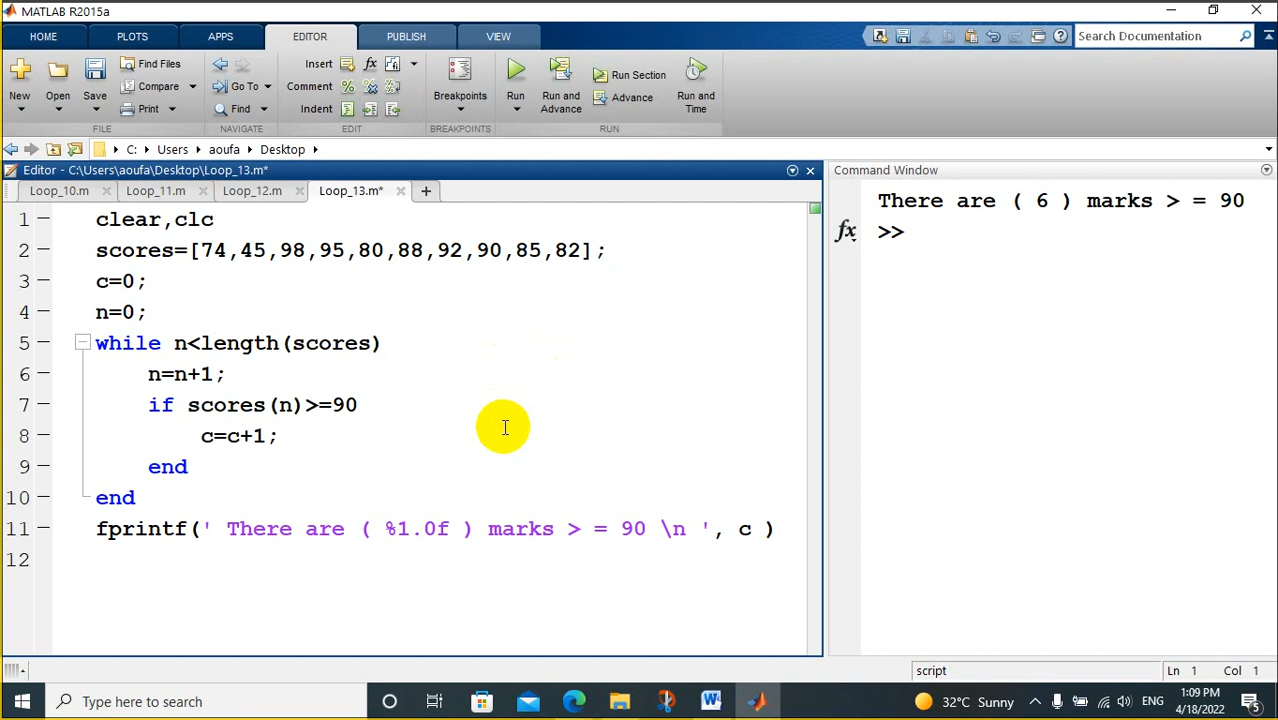 MATLAB R2015a
HOME PLOTS APPS EDITOR PUBLISH VIEW Search Documentation
New Open Save Find Files Compare Print
Go To Find
Insert fx Comment % Indent
Breakpoints
Run Run and Advance Run Section Advance Run and Time
FILE NAVIGATE EDIT BREAKPOINTS RUN
C: Users aoufa Desktop
Editor - C:\Users\aoufa\Desktop\Loop_13.m*
Loop_10.m Loop_11.m Loop_12.m Loop_13.m* +
1 clear,clc
2 scores=[74,45,98,95,80,88,92,90,85,82];
3 c=0;
4 n=0;
5 while n<length(scores)
6 n=n+1;
7 if scores(n)>=90
8 c=c+1;
9 end
10 end
11 fprintf(' There are ( %1.0f ) marks > = 90 \n ', c )
12
Command Window
There are ( 6 ) marks > = 90
fx >>
script Ln 1 Col 1
Type here to search
32°C Sunny ENG 1:09 PM 4/18/2022 5